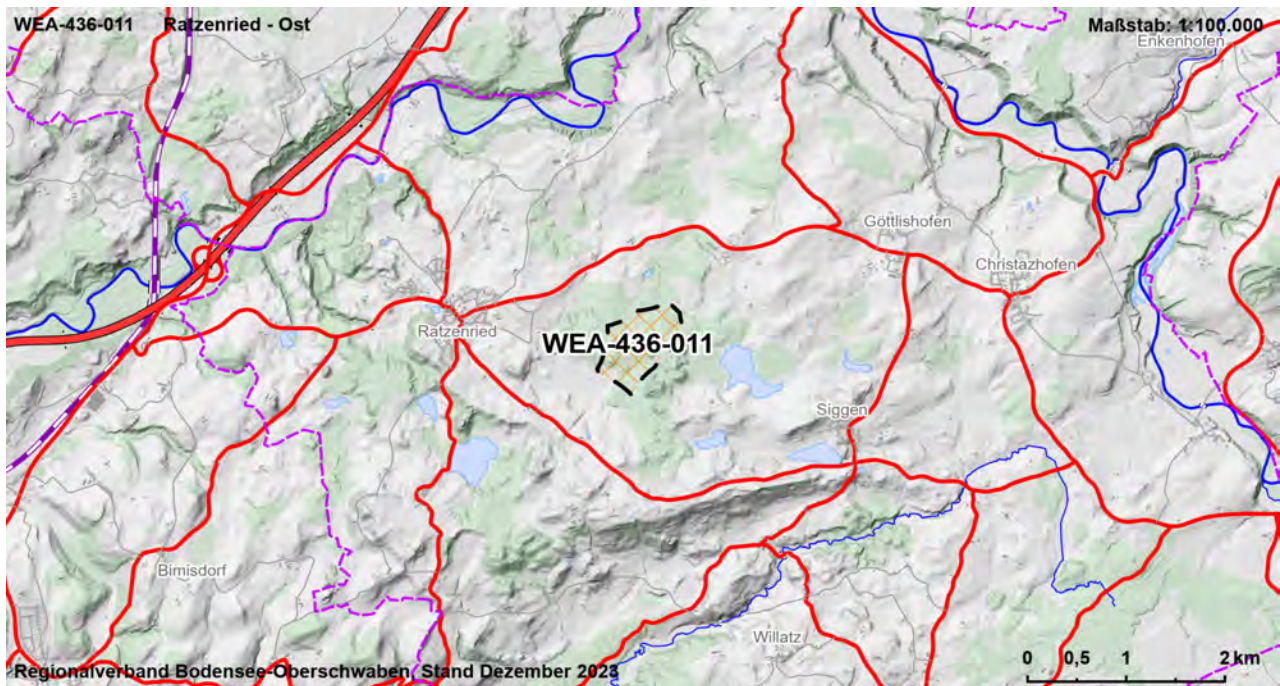 WEA-436-011 Ratzenried - Ost
Maßstab: 1:100.000
Enkenhofen
Göttlishofen
Christazhofen
Ratzenried
WEA-436-011
Siggen
Bimisdorf
Willatz
Regionalverband Bodensee-Oberschwaben, Stand Dezember 2023
0 0,5 1 2 km